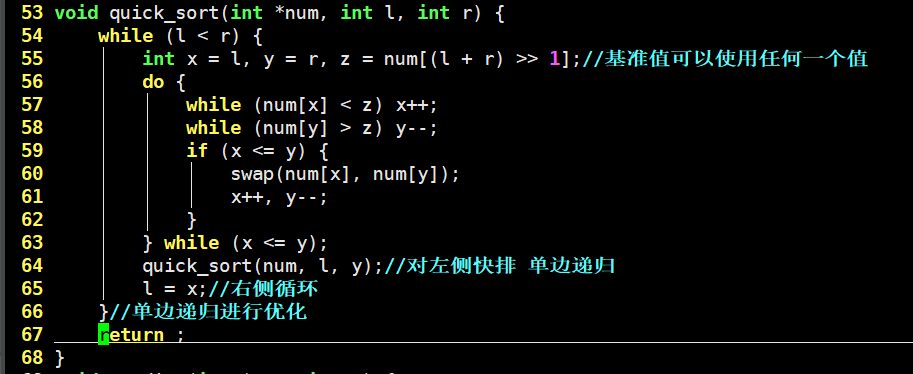 53 void quick_sort(int *num, int l, int r) {
54     while (l < r) {
55         int x = l, y = r, z = num[(l + r) >> 1];//基准值可以使用任何一个值
56         do {
57             while (num[x] < z) x++;
58             while (num[y] > z) y--;
59             if (x <= y) {
60                 swap(num[x], num[y]);
61                 x++, y--;
62             }
63         } while (x <= y);
64         quick_sort(num, l, y);//对左侧快排 单边递归
65         l = x;//右侧循环
66     }//单边递归进行优化
67     return ;
68 }